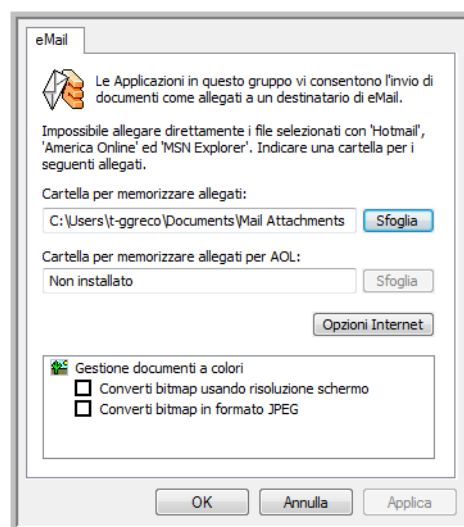 eMail
Le Applicazioni in questo gruppo vi consentono l'invio di
documenti come allegati a un destinatario di eMail.
Impossibile allegare direttamente i file selezionati con 'Hotmail',
'America Online' ed 'MSN Explorer'. Indicare una cartella per i
seguenti allegati.
Cartella per memorizzare allegati:
C:\Users\t-ggreco\Documents\Mail Attachments Sfoglia
Cartella per memorizzare allegati per AOL:
Non installato Sfoglia
Opzioni Internet
Gestione documenti a colori
Converti bitmap usando risoluzione schermo
Converti bitmap in formato JPEG
OK Annulla Applica